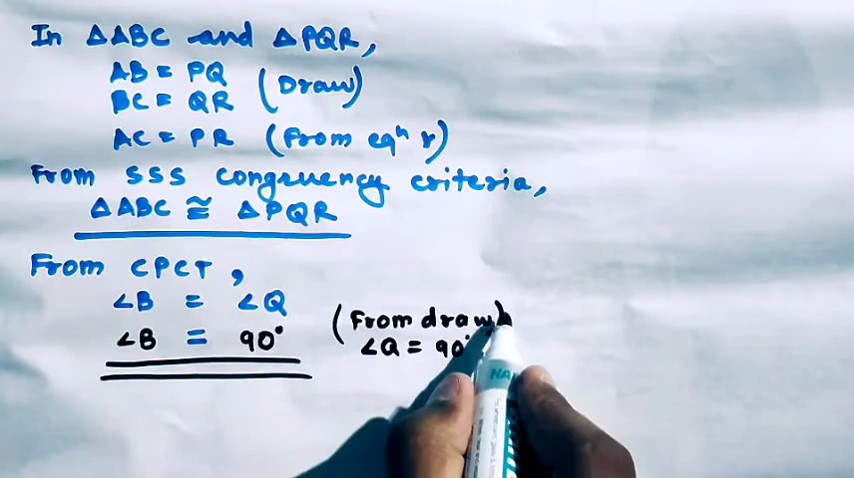 In ΔABC and ΔPQR,
AB = PQ
BC = QR (Draw)
AC = PR (From eqⁿ
From SSS congruency criteria,
ΔABC ≅ ΔPQR
From CPCT,
∠B = ∠Q
∠B = 90° (From draw)
∠Q = 90°